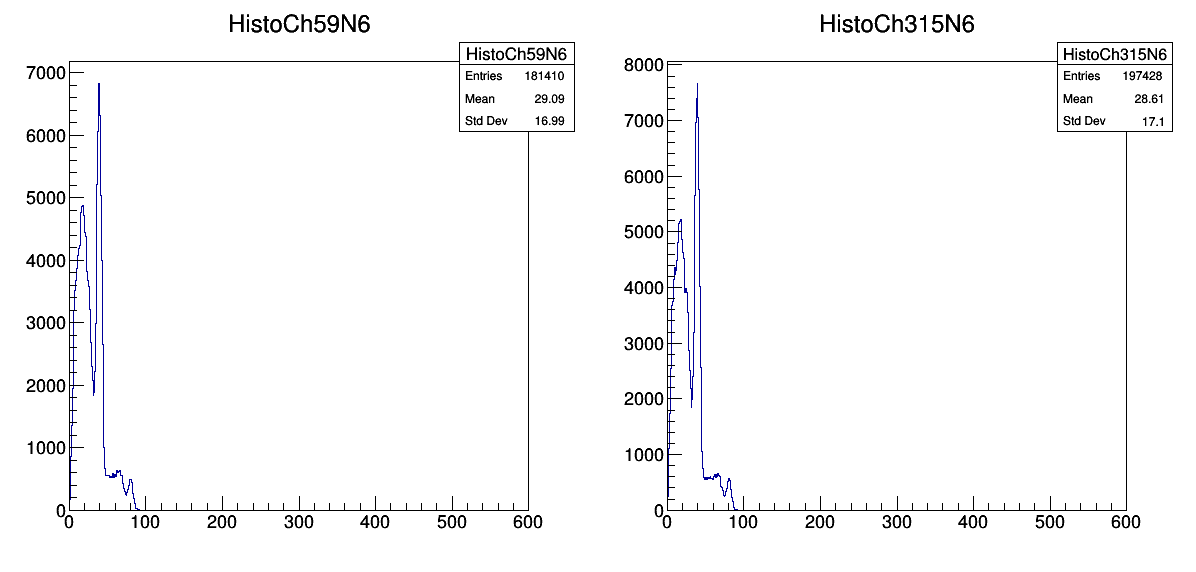 HistoCh59N6
HistoCh59N6
Entries 181410
Mean 29.09
Std Dev 16.99
7000
6000
5000
4000
3000
2000
1000
0
0 100 200 300 400 500 600
HistoCh315N6
HistoCh315N6
Entries 197428
Mean 28.61
Std Dev 17.1
8000
7000
6000
5000
4000
3000
2000
1000
0
0 100 200 300 400 500 600